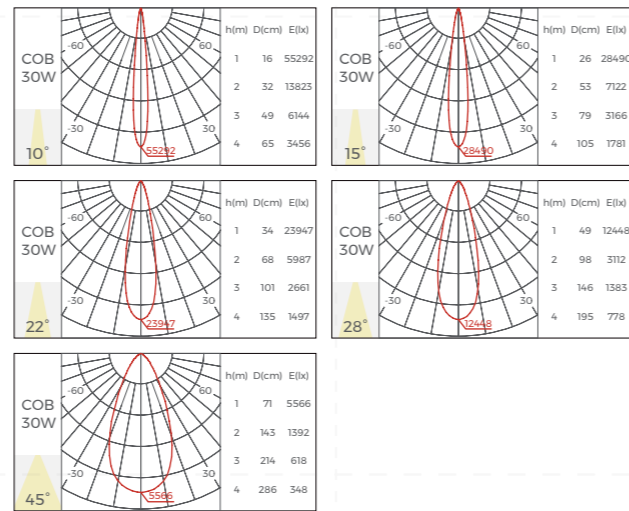 COB
30W
10°
-60
60
-30
30
55292
h(m) D(cm) E(lx)
1 16 55292
2 32 13823
3 49 6144
4 65 3456
COB
30W
15°
-60
60
-30
30
28490
h(m) D(cm) E(lx)
1 26 28490
2 53 7122
3 79 3166
4 105 1781
COB
30W
22°
-60
60
-30
30
23947
h(m) D(cm) E(lx)
1 34 23947
2 68 5987
3 101 2661
4 135 1497
COB
30W
28°
-60
60
-30
30
12448
h(m) D(cm) E(lx)
1 49 12448
2 98 3112
3 146 1383
4 195 778
COB
30W
45°
-60
60
-30
30
5566
h(m) D(cm) E(lx)
1 71 5566
2 143 1392
3 214 618
4 286 348